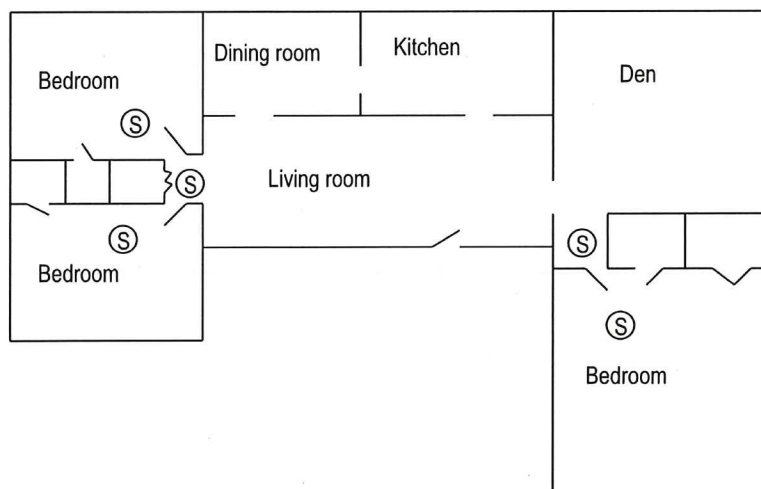 Dining room
Kitchen
Den
Bedroom
S
Living room
S
S
S
Bedroom
S
Bedroom